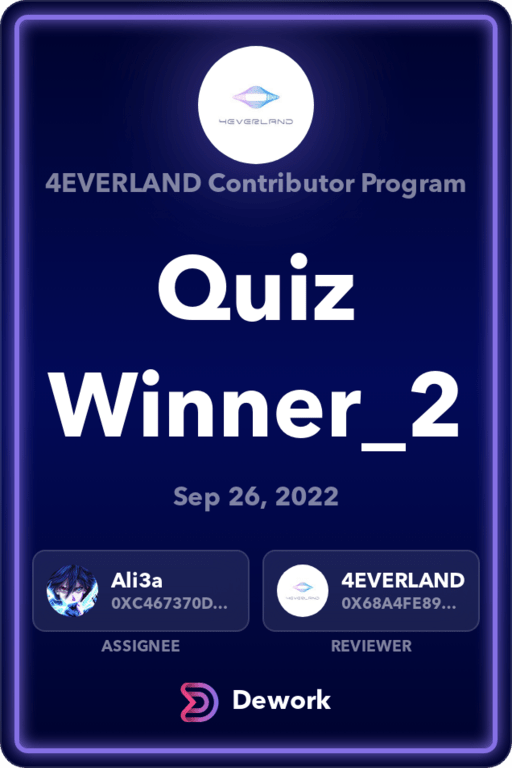 4EVERLAND
4EVERLAND Contributor Program
Quiz
Winner_2
Sep 26, 2022
Ali3a
0XC467370D...
ASSIGNEE
4EVERLAND
4EVERLAND
0X68A4FE89...
REVIEWER
Dework